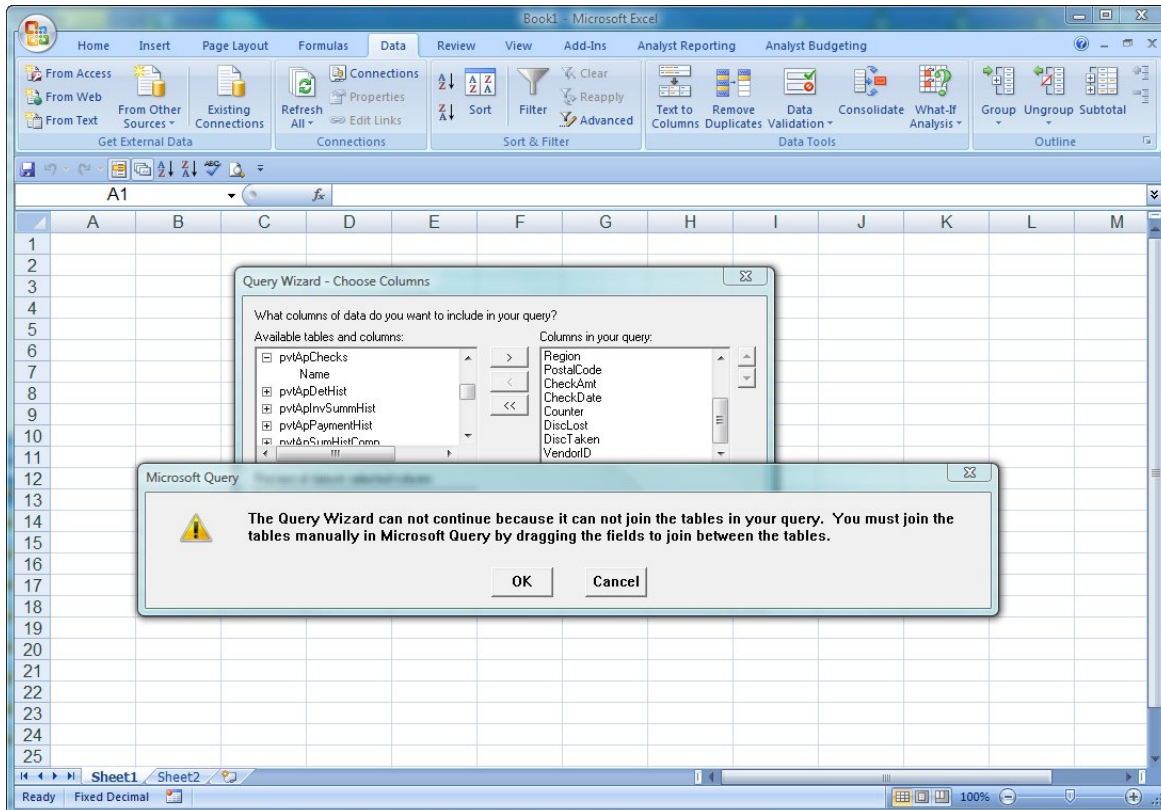 Book1 - Microsoft Excel
Home Insert Page Layout Formulas Data Review View Add-Ins Analyst Reporting Analyst Budgeting
From Access
From Web
From Text
From Other Sources
Existing Connections
Get External Data
Refresh All
Connections
Properties
Edit Links
Connections
Sort
Filter
Clear
Reapply
Advanced
Sort & Filter
Text to Columns
Remove Duplicates
Data Validation
Consolidate
What-If Analysis
Data Tools
Group
Ungroup
Subtotal
Outline
A1 fx
A B C D E F G H I J K L M
1
2
3
4
5
6
7
8
9
10
11
12
13
14
15
16
17
18
19
20
21
22
23
24
25
Query Wizard - Choose Columns
What columns of data do you want to include in your query?
Available tables and columns:
pvtApChecks
Name
pvtApDetHist
pvtApInvSummHist
pvtApPaymentHist
pvtApSumHistComp
>
<
<<
Columns in your query:
Region
PostalCode
CheckAmt
CheckDate
Counter
DiscLost
DiscTaken
VendorID
Microsoft Query
The Query Wizard can not continue because it can not join the tables in your query. You must join the
tables manually in Microsoft Query by dragging the fields to join between the tables.
OK Cancel
Sheet1 Sheet2
Ready Fixed Decimal 100%